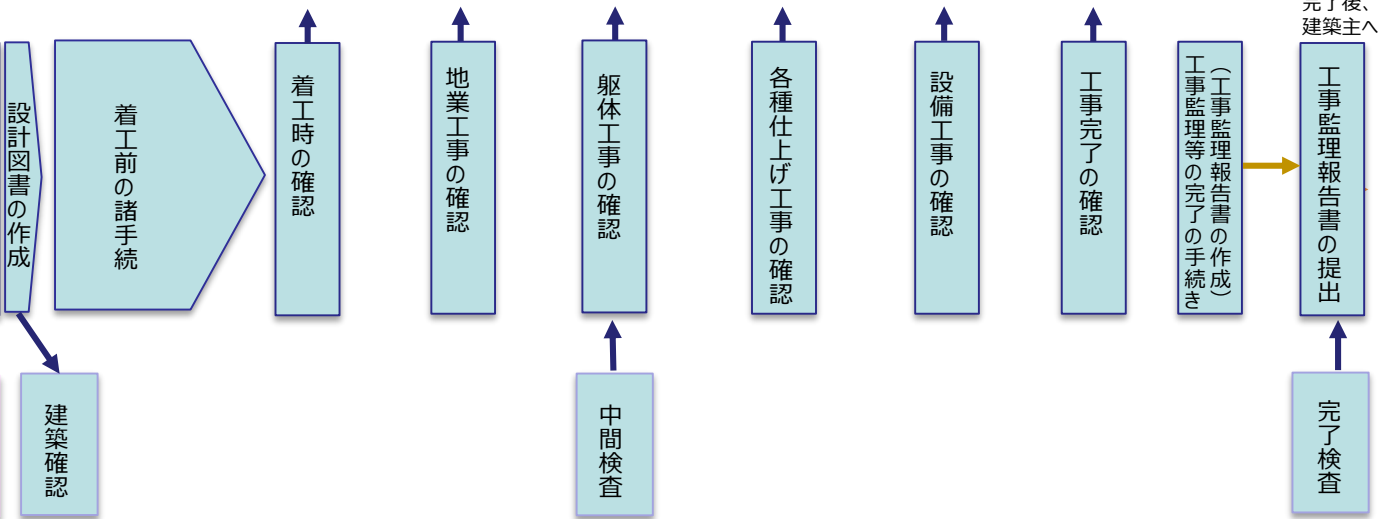 完了後、
建築主へ
設計図書の作成
着工前の諸手続
着工時の確認
地業工事の確認
躯体工事の確認
各種仕上げ工事の確認
設備工事の確認
工事完了の確認
（工事監理報告書の作成）
工事監理等の完了の手続き
工事監理報告書の提出
建築確認
中間検査
完了検査